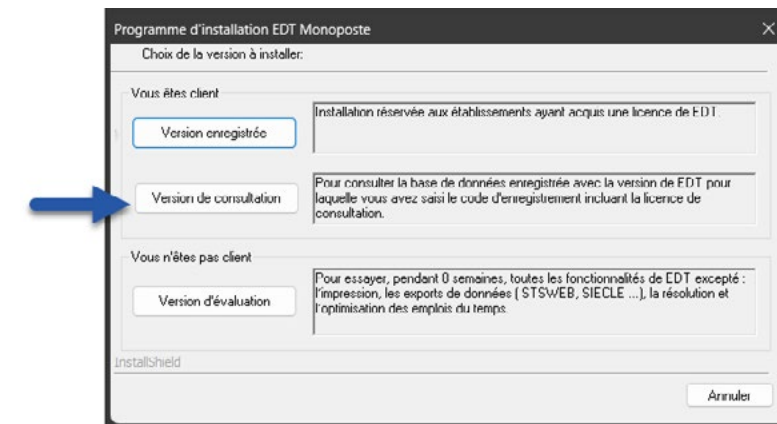 Programme d'installation EDT Monoposte
Choix de la version à installer:
Vous êtes client
Version enregistrée
Installation réservée aux établissements ayant acquis une licence de EDT.
Version de consultation
Pour consulter la base de données enregistrée avec la version de EDT pour
laquelle vous avez saisi le code d'enregistrement incluant la licence de
consultation.
Vous n'êtes pas client
Version d'évaluation
Pour essayer, pendant 8 semaines, toutes les fonctionnalités de EDT excepté :
l'impression, les exports de données ( STSWEB, SIECLE ...), la résolution et
l'optimisation des emplois du temps.
InstallShield
Annuler